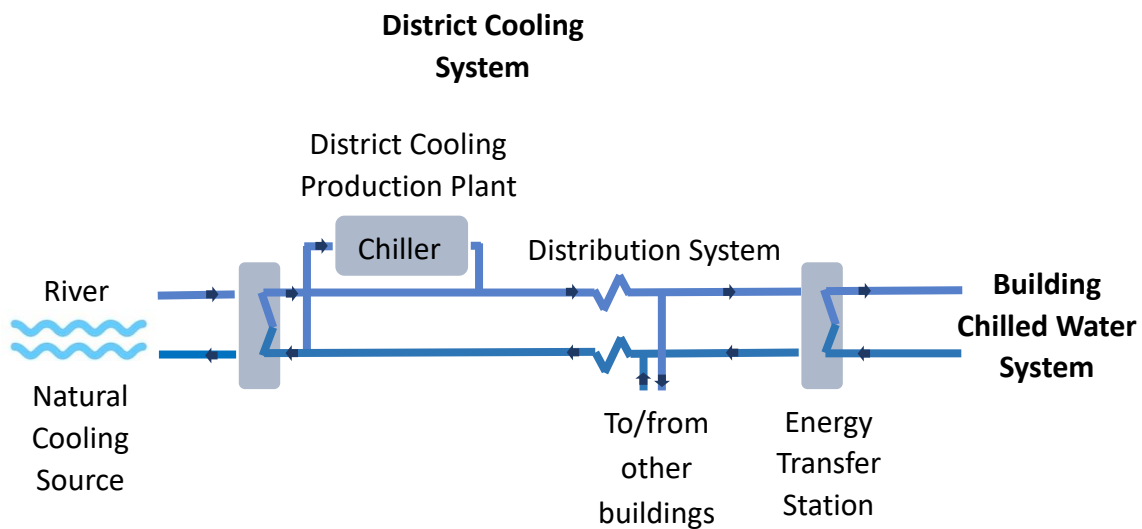 District Cooling
System
District Cooling
Production Plant
Chiller
Distribution System
River
Building
Chilled Water
System
Natural
Cooling
Source
To/from
other
buildings
Energy
Transfer
Station